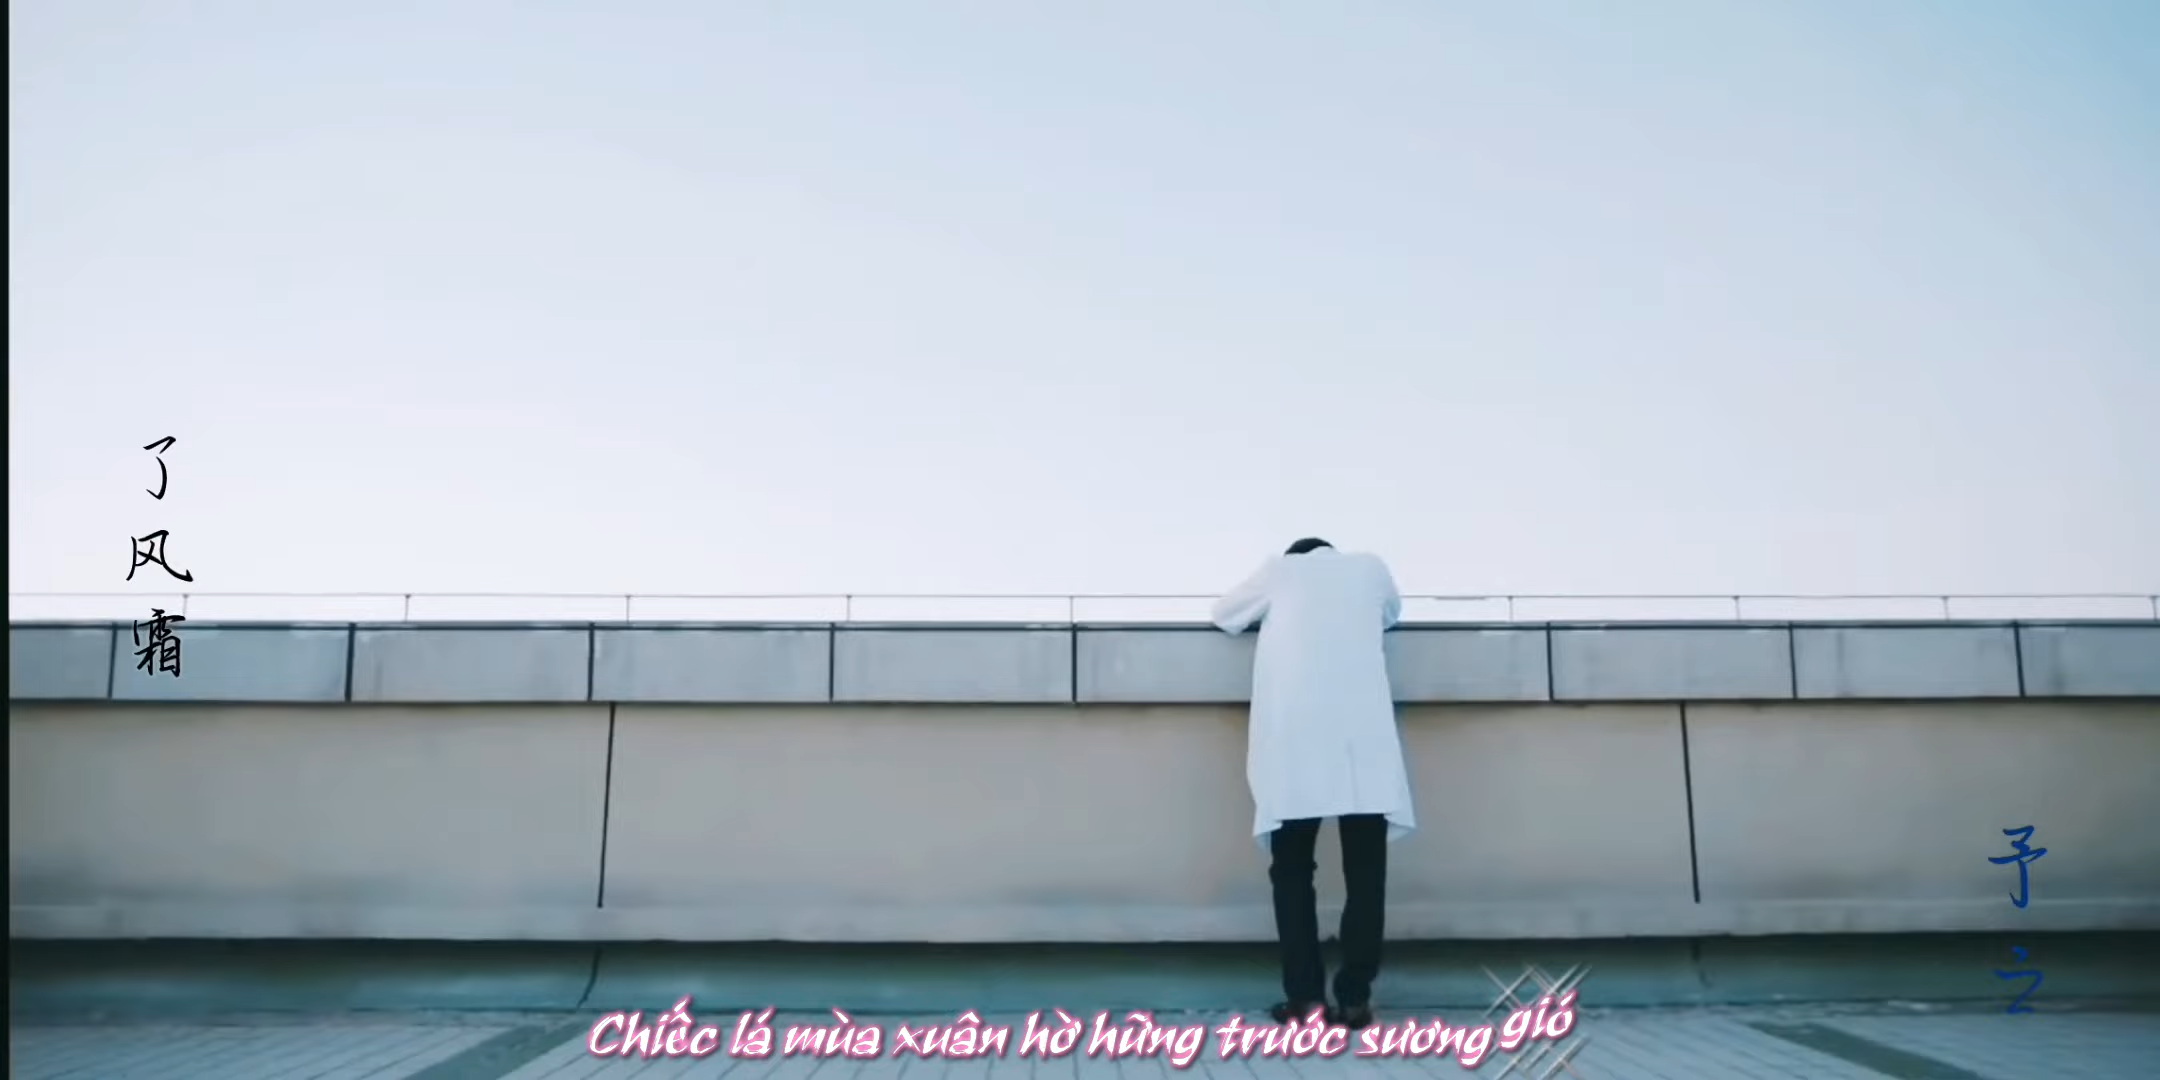 了风霜
予之
Chiếc lá mùa xuân hờ hững trước sương gió